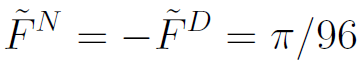 F̃ᴺ = −F̃ᴰ = π/96